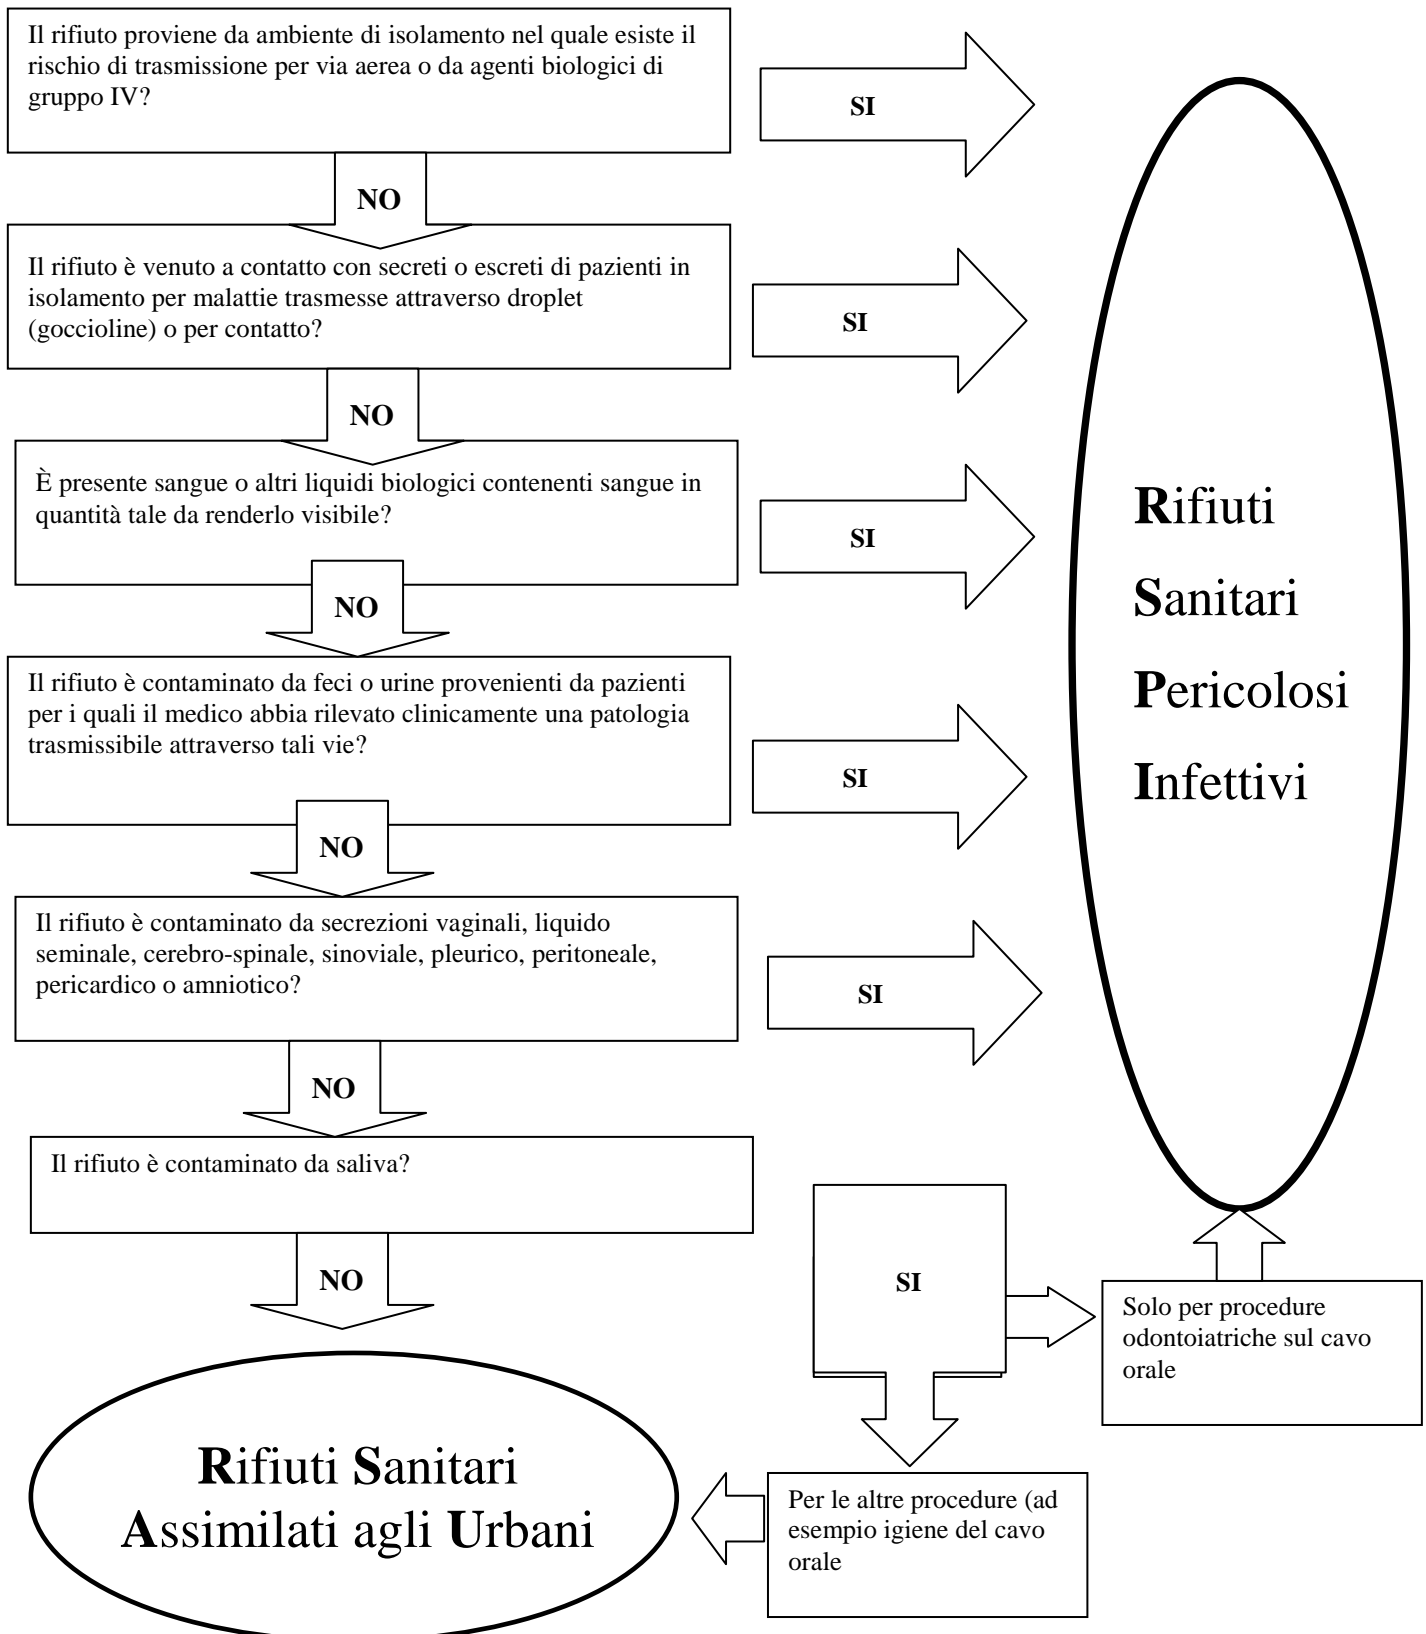 Il rifiuto proviene da ambiente di isolamento nel quale esiste il
rischio di trasmissione per via aerea o da agenti biologici di
gruppo IV?
SI
NO
Il rifiuto è venuto a contatto con secreti o escreti di pazienti in
isolamento per malattie trasmesse attraverso droplet
(goccioline) o per contatto?
SI
NO
È presente sangue o altri liquidi biologici contenenti sangue in
quantità tale da renderlo visibile?
SI
NO
Il rifiuto è contaminato da feci o urine provenienti da pazienti
per i quali il medico abbia rilevato clinicamente una patologia
trasmissibile attraverso tali vie?
SI
NO
Il rifiuto è contaminato da secrezioni vaginali, liquido
seminale, cerebro-spinale, sinoviale, pleurico, peritoneale,
pericardico o amniotico?
SI
NO
Rifiuti
Sanitari
Pericolosi
Infettivi
Il rifiuto è contaminato da saliva?
NO
SI
Solo per procedure
odontoiatriche sul cavo
orale
Per le altre procedure (ad
esempio igiene del cavo
orale
Rifiuti Sanitari
Assimilati agli Urbani